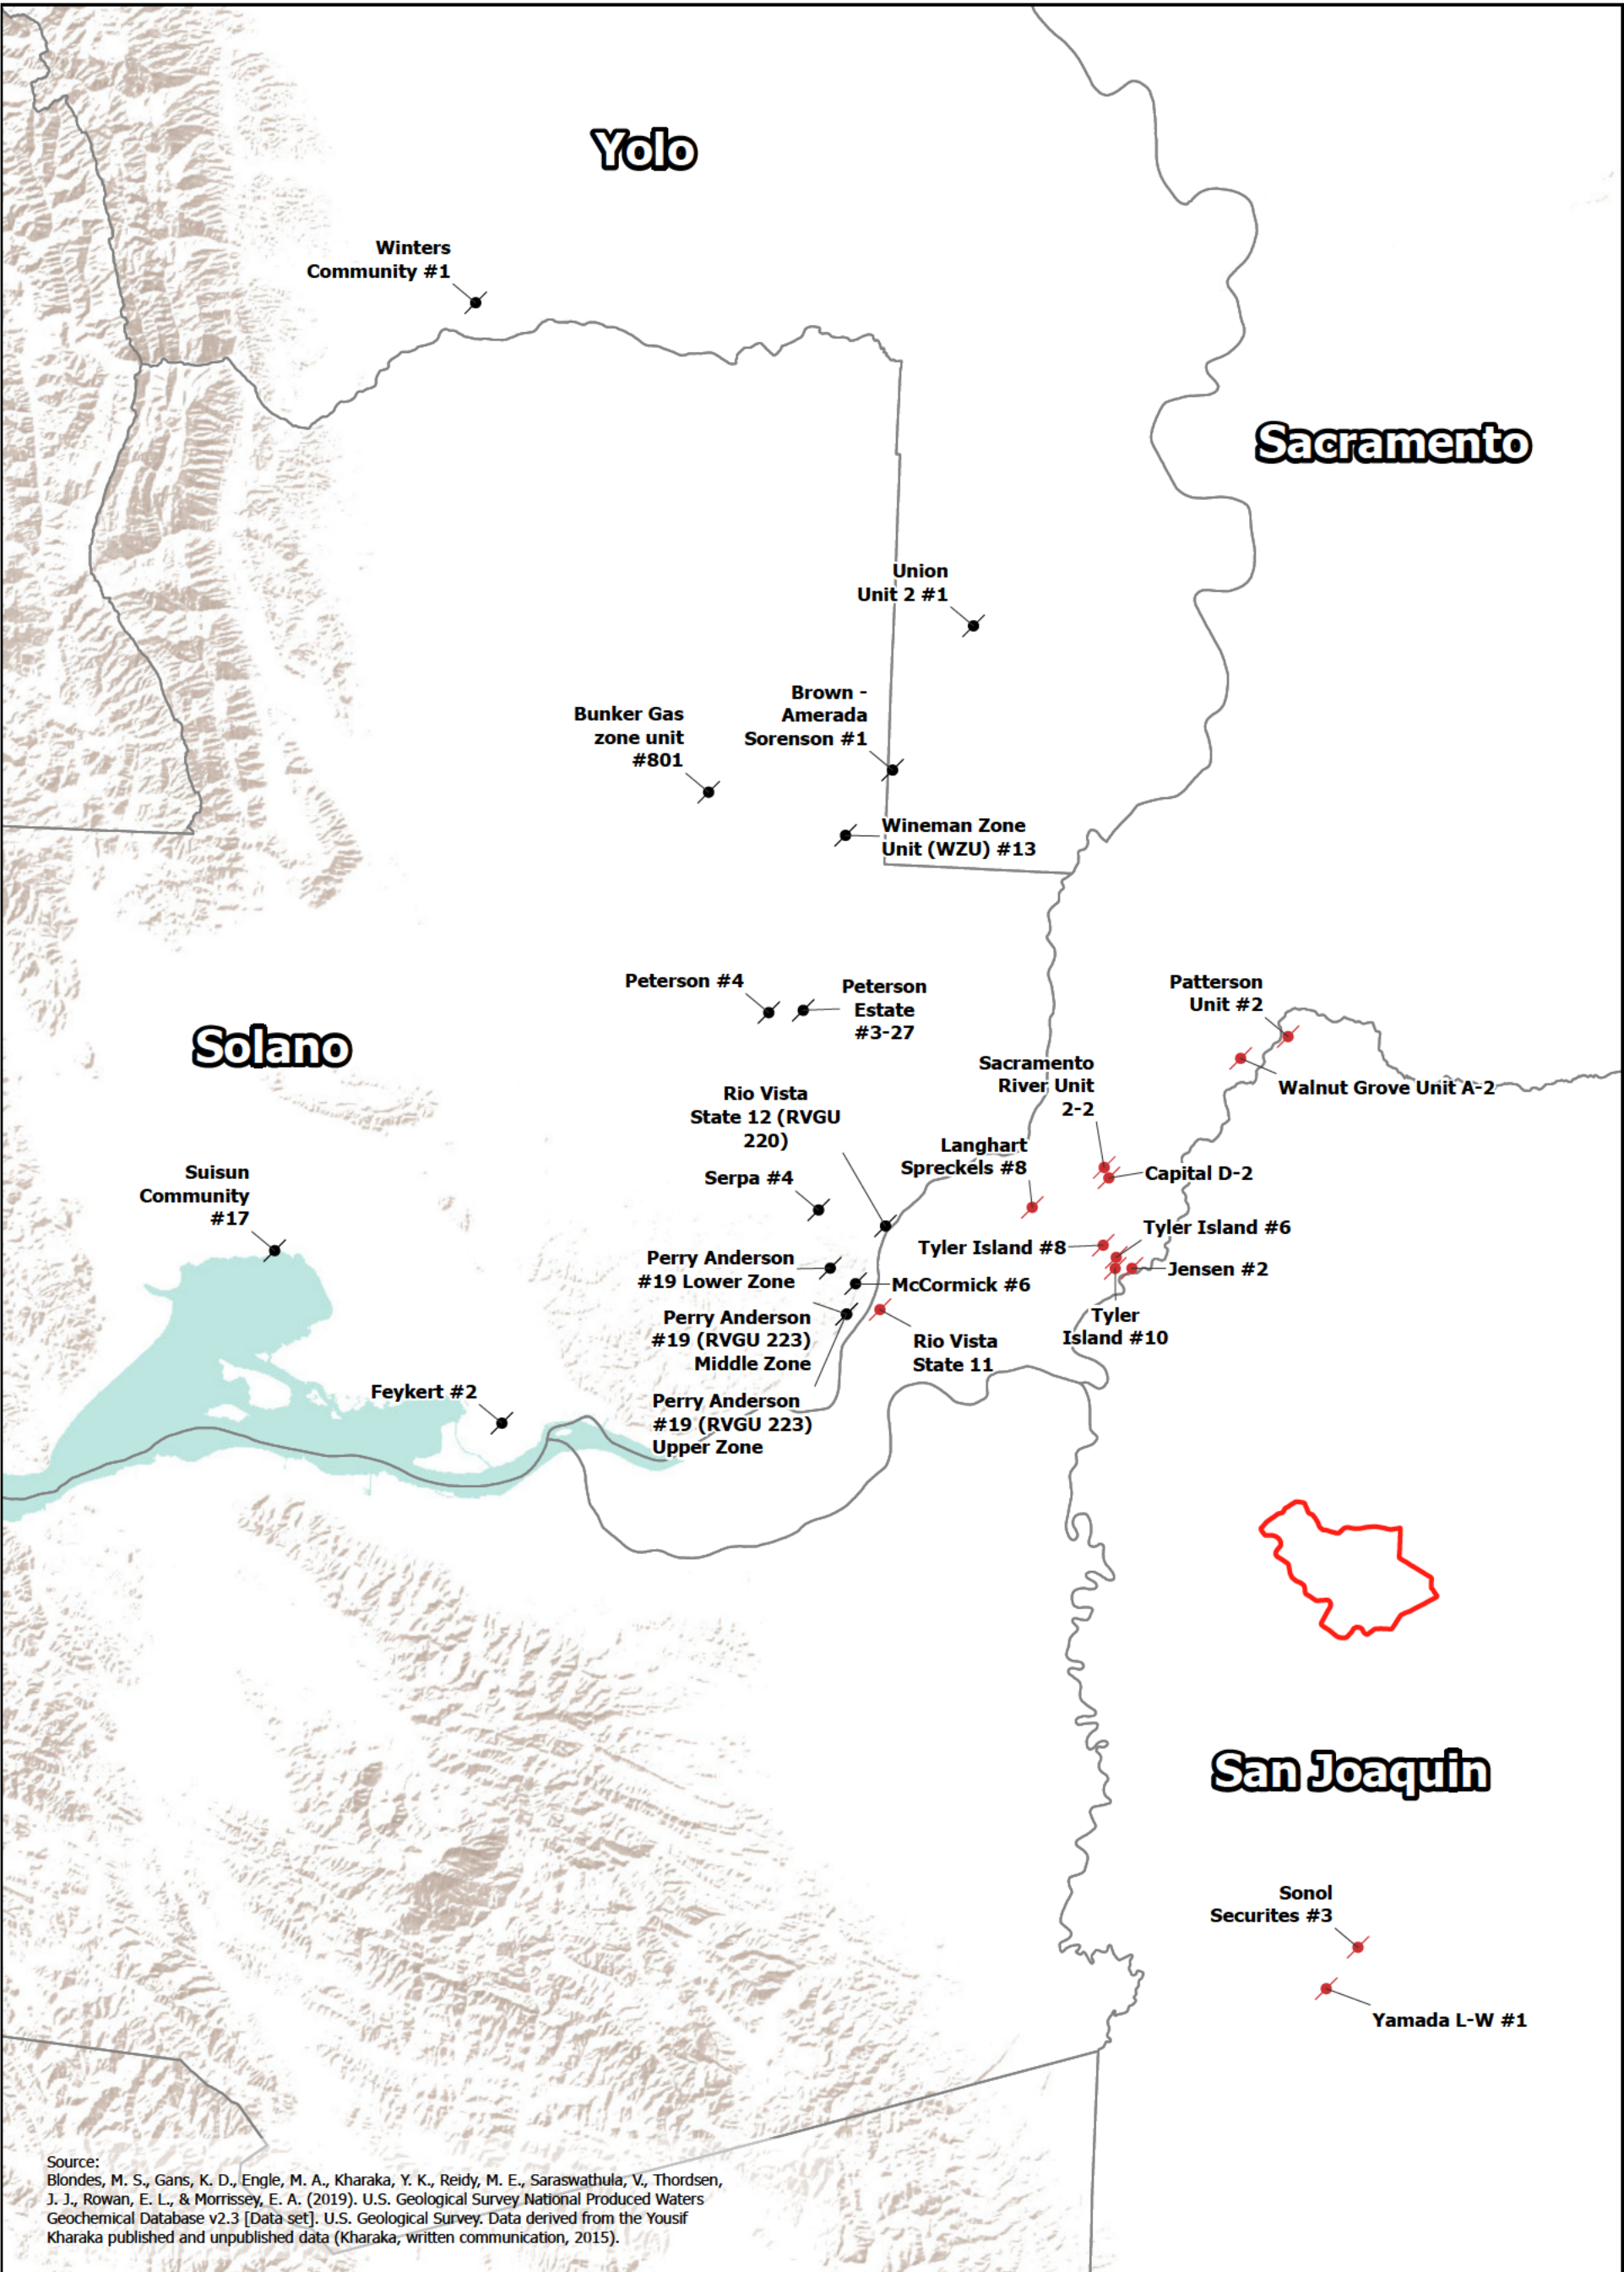 Yolo
Winters
Community #1
Sacramento
Union
Unit 2 #1
Brown -
Amerada
Sorenson #1
Bunker Gas
zone unit
#801
Wineman Zone
Unit (WZU) #13
Peterson #4
Peterson
Estate
#3-27
Patterson
Unit #2
Solano
Sacramento
River Unit
2-2
Walnut Grove Unit A-2
Rio Vista
State 12 (RVGU
220)
Langhart
Spreckels #8
Suisun
Community
#17
Serpa #4
Capital D-2
Tyler Island #6
Tyler Island #8
Perry Anderson
#19 Lower Zone
Jensen #2
McCormick #6
Perry Anderson
#19 (RVGU 223)
Middle Zone
Tyler
Island #10
Rio Vista
State 11
Feykert #2
Perry Anderson
#19 (RVGU 223)
Upper Zone
San Joaquin
Sonol
Securites #3
Yamada L-W #1
Source:
Blondes, M. S., Gans, K. D., Engle, M. A., Kharaka, Y. K., Reidy, M. E., Saraswathula, V., Thordsen,
J. J., Rowan, E. L., & Morrissey, E. A. (2019). U.S. Geological Survey National Produced Waters
Geochemical Database v2.3 [Data set]. U.S. Geological Survey. Data derived from the Yousif
Kharaka published and unpublished data (Kharaka, written communication, 2015).